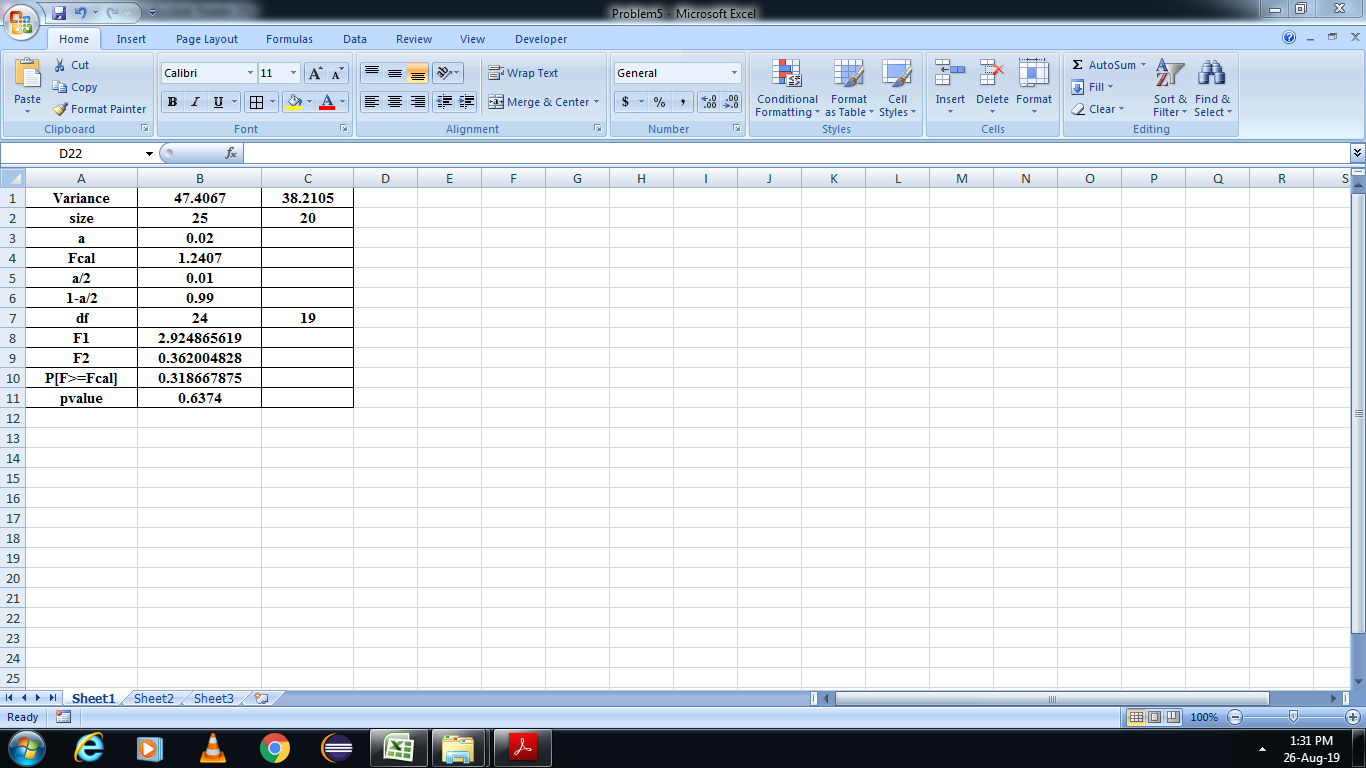 Problem5 - Microsoft Excel
Home Insert Page Layout Formulas Data Review View Developer
Paste
Cut
Copy
Format Painter
Clipboard
Calibri 11
B I U
Font
Wrap Text
Merge & Center
Alignment
General
$ % ,
Number
Conditional Formatting
Format as Table
Cell Styles
Styles
Insert Delete Format
Cells
Σ AutoSum
Fill
Clear
Sort & Filter
Find & Select
Editing
D22 fx
A B C D E F G H I J K L M N O P Q R S
1 Variance 47.4067 38.2105
2 size 25 20
3 a 0.02
4 Fcal 1.2407
5 a/2 0.01
6 1-a/2 0.99
7 df 24 19
8 F1 2.924865619
9 F2 0.362004828
10 P[F>=Fcal] 0.318667875
11 pvalue 0.6374
12
13
14
15
16
17
18
19
20
21
22
23
24
25
Sheet1 Sheet2 Sheet3
Ready 100%
1:31 PM
26-Aug-19